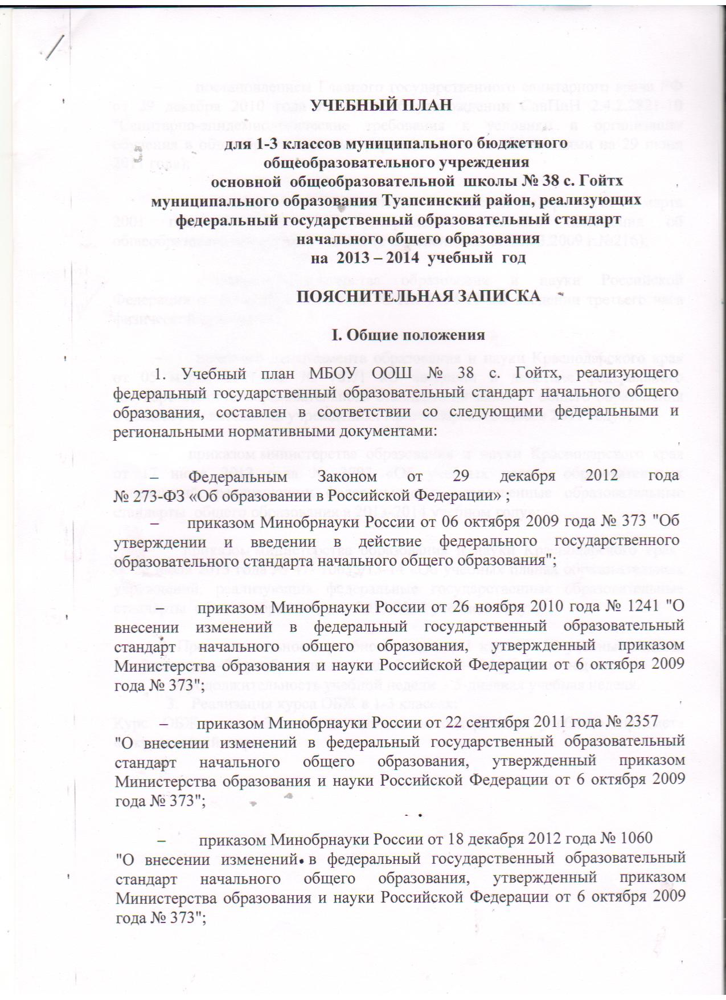 УЧЕБНЫЙ ПЛАН
для 1-3 классов муниципального бюджетного
общеобразовательного учреждения
основной общеобразовательной школы № 38 с. Гойтх
муниципального образования Туапсинский район, реализующих
федеральный государственный образовательный стандарт
начального общего образования
на 2013 – 2014 учебный год
ПОЯСНИТЕЛЬНАЯ ЗАПИСКА
I. Общие положения
1. Учебный план МБОУ ООШ № 38 с. Гойтх, реализующего
федеральный государственный образовательный стандарт начального общего
образования, составлен в соответствии со следующими федеральными и
региональными нормативными документами:
– Федеральным Законом от 29 декабря 2012 года
№ 273-ФЗ «Об образовании в Российской Федерации» ;
– приказом Минобрнауки России от 06 октября 2009 года № 373 "Об
утверждении и введении в действие федерального государственного
образовательного стандарта начального общего образования";
– приказом Минобрнауки России от 26 ноября 2010 года № 1241 "О
внесении изменений в федеральный государственный образовательный
стандарт начального общего образования, утвержденный приказом
Министерства образования и науки Российской Федерации от 6 октября 2009
года № 373";
– приказом Минобрнауки России от 22 сентября 2011 года № 2357
"О внесении изменений в федеральный государственный образовательный
стандарт начального общего образования, утвержденный приказом
Министерства образования и науки Российской Федерации от 6 октября 2009
года № 373";
– приказом Минобрнауки России от 18 декабря 2012 года № 1060
"О внесении изменений в федеральный государственный образовательный
стандарт начального общего образования, утвержденный приказом
Министерства образования и науки Российской Федерации от 6 октября 2009
года № 373";